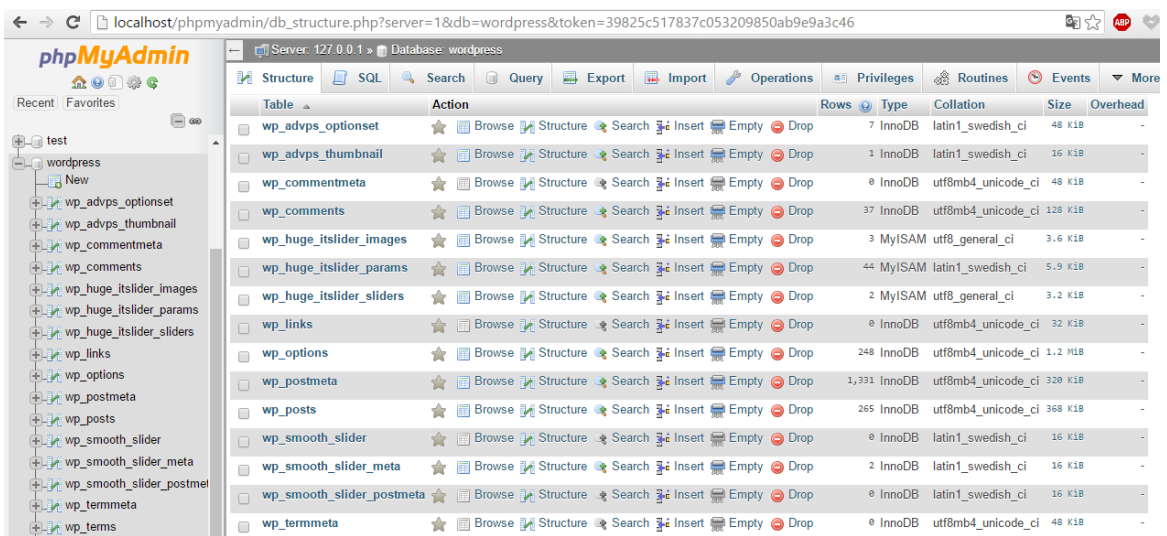 localhost/phpmyadmin/db_structure.php?server=1&db=wordpress&token=39825c517837c053209850ab9e9a3c46
ABP
phpMyAdmin
Recent Favorites
test
wordpress
New
wp_advps_optionset
wp_advps_thumbnail
wp_commentmeta
wp_comments
wp_huge_itslider_images
wp_huge_itslider_params
wp_huge_itslider_sliders
wp_links
wp_options
wp_postmeta
wp_posts
wp_smooth_slider
wp_smooth_slider_meta
wp_smooth_slider_postmet
wp_termmeta
wp_terms
Server: 127.0.0.1 » Database: wordpress
Structure SQL Search Query Export Import Operations Privileges Routines Events More
Table Action Rows Type Collation Size Overhead
wp_advps_optionset Browse Structure Search Insert Empty Drop 7 InnoDB latin1_swedish_ci 48 KiB -
wp_advps_thumbnail Browse Structure Search Insert Empty Drop 1 InnoDB latin1_swedish_ci 16 KiB -
wp_commentmeta Browse Structure Search Insert Empty Drop 0 InnoDB utf8mb4_unicode_ci 48 KiB -
wp_comments Browse Structure Search Insert Empty Drop 37 InnoDB utf8mb4_unicode_ci 128 KiB -
wp_huge_itslider_images Browse Structure Search Insert Empty Drop 3 MyISAM utf8_general_ci 3.6 KiB -
wp_huge_itslider_params Browse Structure Search Insert Empty Drop 44 MyISAM latin1_swedish_ci 5.9 KiB -
wp_huge_itslider_sliders Browse Structure Search Insert Empty Drop 2 MyISAM utf8_general_ci 3.2 KiB -
wp_links Browse Structure Search Insert Empty Drop 0 InnoDB utf8mb4_unicode_ci 32 KiB -
wp_options Browse Structure Search Insert Empty Drop 248 InnoDB utf8mb4_unicode_ci 1.2 MiB -
wp_postmeta Browse Structure Search Insert Empty Drop 1,331 InnoDB utf8mb4_unicode_ci 320 KiB -
wp_posts Browse Structure Search Insert Empty Drop 265 InnoDB utf8mb4_unicode_ci 368 KiB -
wp_smooth_slider Browse Structure Search Insert Empty Drop 0 InnoDB latin1_swedish_ci 16 KiB -
wp_smooth_slider_meta Browse Structure Search Insert Empty Drop 2 InnoDB latin1_swedish_ci 16 KiB -
wp_smooth_slider_postmeta Browse Structure Search Insert Empty Drop 0 InnoDB latin1_swedish_ci 16 KiB -
wp_termmeta Browse Structure Search Insert Empty Drop 0 InnoDB utf8mb4_unicode_ci 48 KiB -